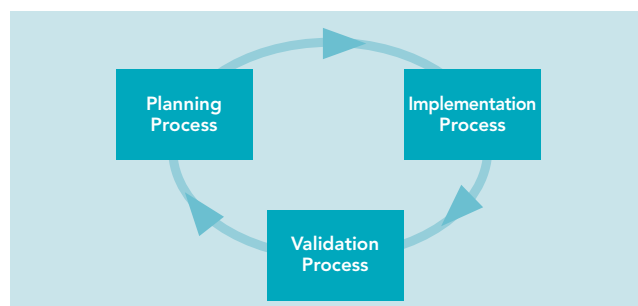 Planning
Process
Implementation
Process
Validation
Process